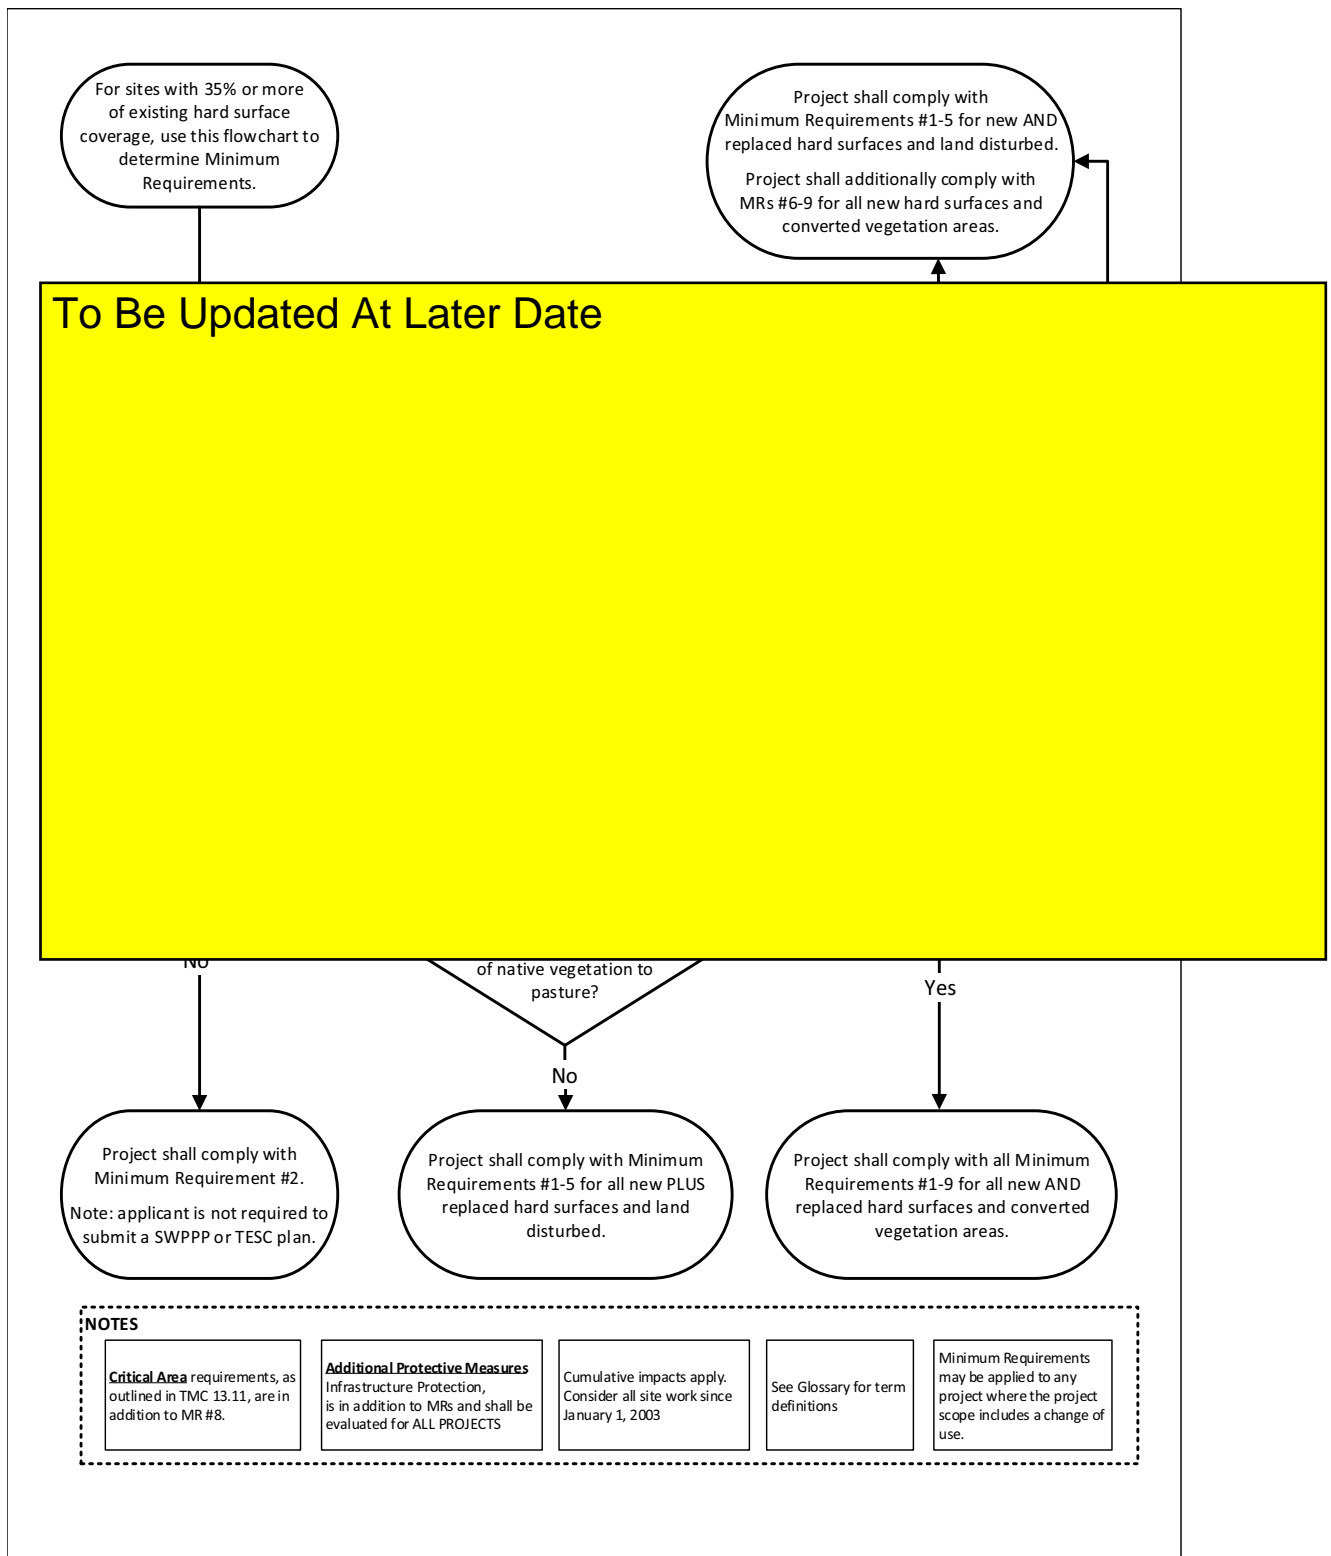 For sites with 35% or more
of existing hard surface
coverage, use this flowchart to
determine Minimum
Requirements.
Project shall comply with
Minimum Requirements #1-5 for new AND
replaced hard surfaces and land disturbed.
Project shall additionally comply with
MRs #6-9 for all new hard surfaces and
converted vegetation areas.
To Be Updated At Later Date
No
of native vegetation to
pasture?
Yes
No
Project shall comply with
Minimum Requirement #2.
Note: applicant is not required to
submit a SWPPP or TESC plan.
Project shall comply with Minimum
Requirements #1-5 for all new PLUS
replaced hard surfaces and land
disturbed.
Project shall comply with all Minimum
Requirements #1-9 for all new AND
replaced hard surfaces and converted
vegetation areas.
NOTES
Critical Area requirements, as
outlined in TMC 13.11, are in
addition to MR #8.
Additional Protective Measures
Infrastructure Protection,
is in addition to MRs and shall be
evaluated for ALL PROJECTS
Cumulative impacts apply.
Consider all site work since
January 1, 2003
See Glossary for term
definitions
Minimum Requirements
may be applied to any
project where the project
scope includes a change of
use.